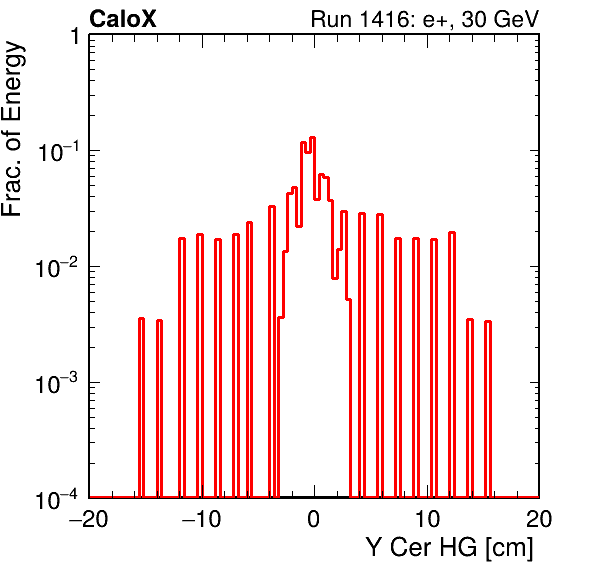 CaloX
Run 1416: e+, 30 GeV
Frac. of Energy
1
10⁻¹
10⁻²
10⁻³
10⁻⁴
−20 −10 0 10 20
Y Cer HG [cm]